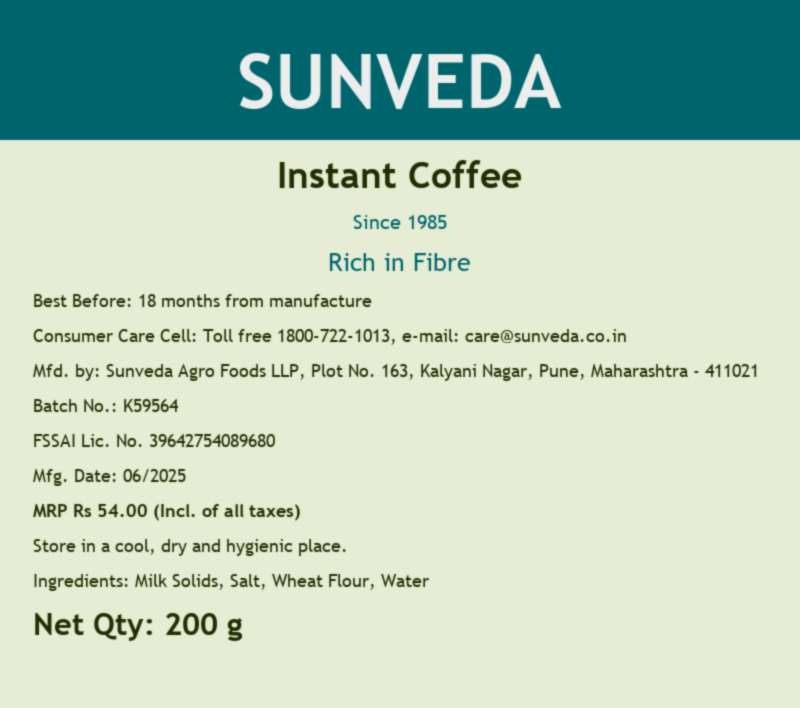 SUNVEDA
Instant Coffee
Since 1985
Rich in Fibre
Best Before: 18 months from manufacture
Consumer Care Cell: Toll free 1800-722-1013, e-mail: care@sunveda.co.in
Mfd. by: Sunveda Agro Foods LLP, Plot No. 163, Kalyani Nagar, Pune, Maharashtra - 411021
Batch No.: K59564
FSSAI Lic. No. 39642754089680
Mfg. Date: 06/2025
MRP Rs 54.00 (Incl. of all taxes)
Store in a cool, dry and hygienic place.
Ingredients: Milk Solids, Salt, Wheat Flour, Water
Net Qty: 200 g